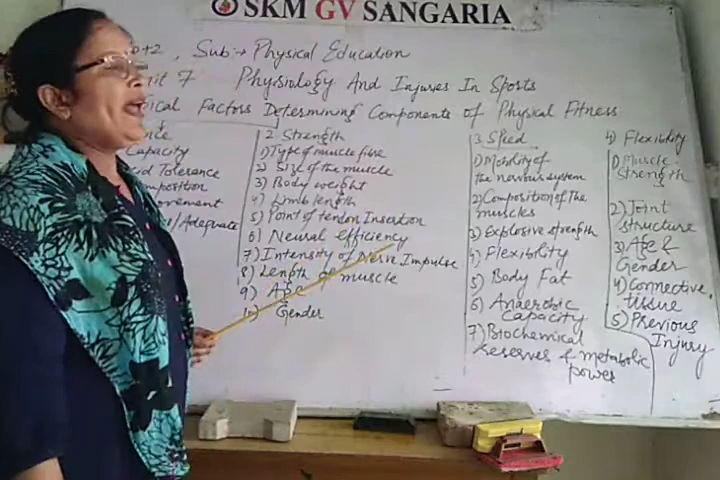 SKM GV SANGARIA
+2, Sub:→ Physical Education
7 Physiology And Injuries In Sports
Factors Determining Components of Physical Fitness
Capacity
Tolerance
/Adequate
2 Strength
1) Type of muscle fibre
2) Size of the muscle
3) Body weight
4) Limb length
5) Point of tendon Insertion
6) Neural efficiency
7) Intensity of Nerve Impulse
8) Length of muscle
9) Age
10) Gender
3 Speed
1) Mobility of
the nervous system
2) Composition of The
muscles
3) Explosive strength
4) Flexibility
5) Body Fat
6) Anaerobic
Capacity
7) Biochemical
Reserves & metabolic
power
4) Flexibility
1) Muscle
Strength
2) Joint
structure
3) Age &
Gender
4) Connective
tissue
5) Previous
Injury